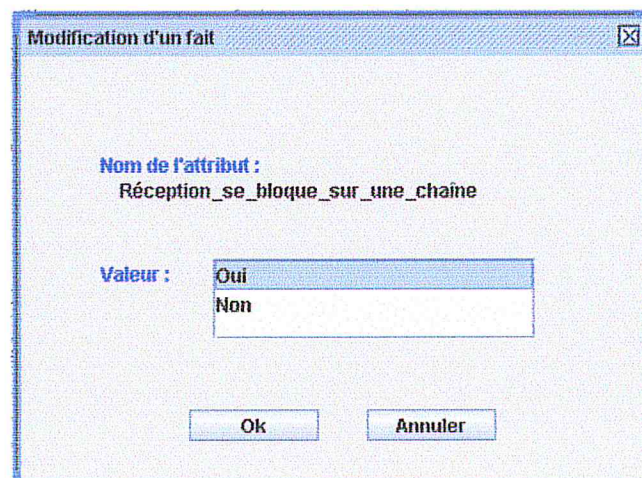 Modification d'un fait
Nom de l'attribut :
Réception_se_bloque_sur_une_chaîne
Valeur :
Oui
Non
Ok
Annuler